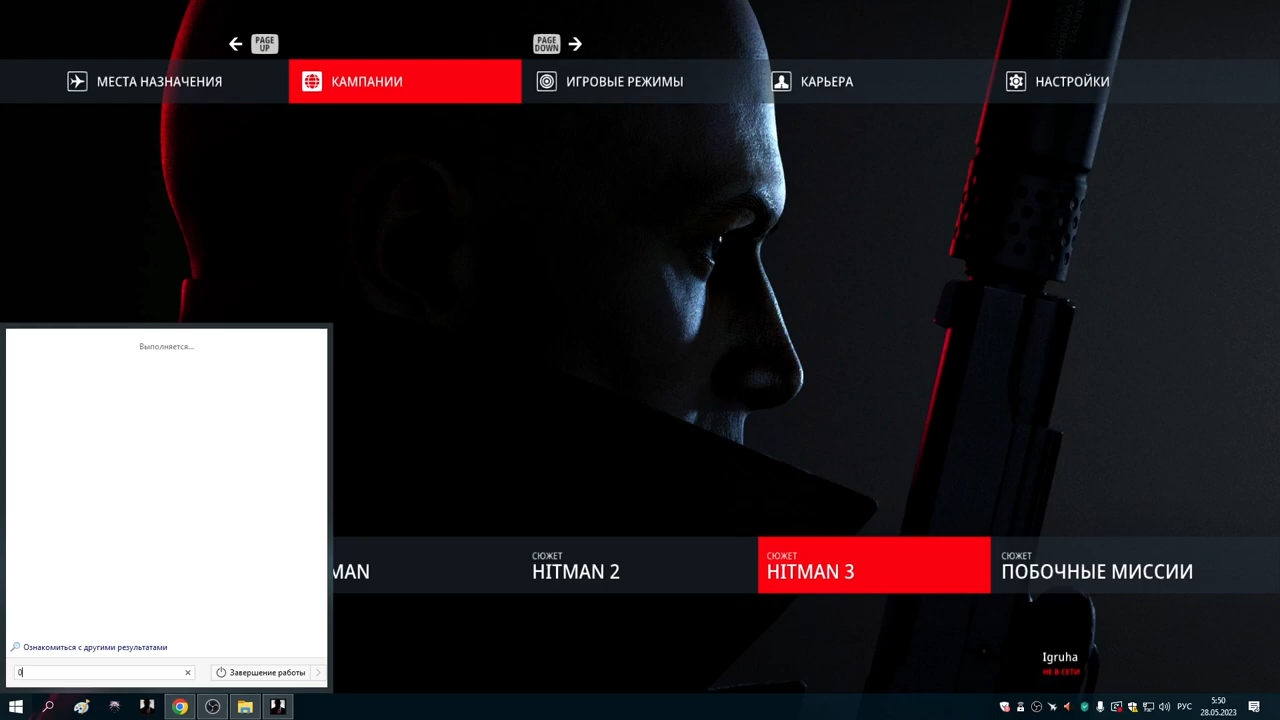 PAGE
UP
PAGE
DOWN
МЕСТА НАЗНАЧЕНИЯ
КАМПАНИИ
ИГРОВЫЕ РЕЖИМЫ
КАРЬЕРА
НАСТРОЙКИ
Выполняется...
MAN
СЮЖЕТ
HITMAN 2
СЮЖЕТ
HITMAN 3
СЮЖЕТ
ПОБОЧНЫЕ МИССИИ
Ознакомиться с другими результатами
0
Завершение работы
Igruha
НЕ В СЕТИ
РУС
5:50
28.05.2023